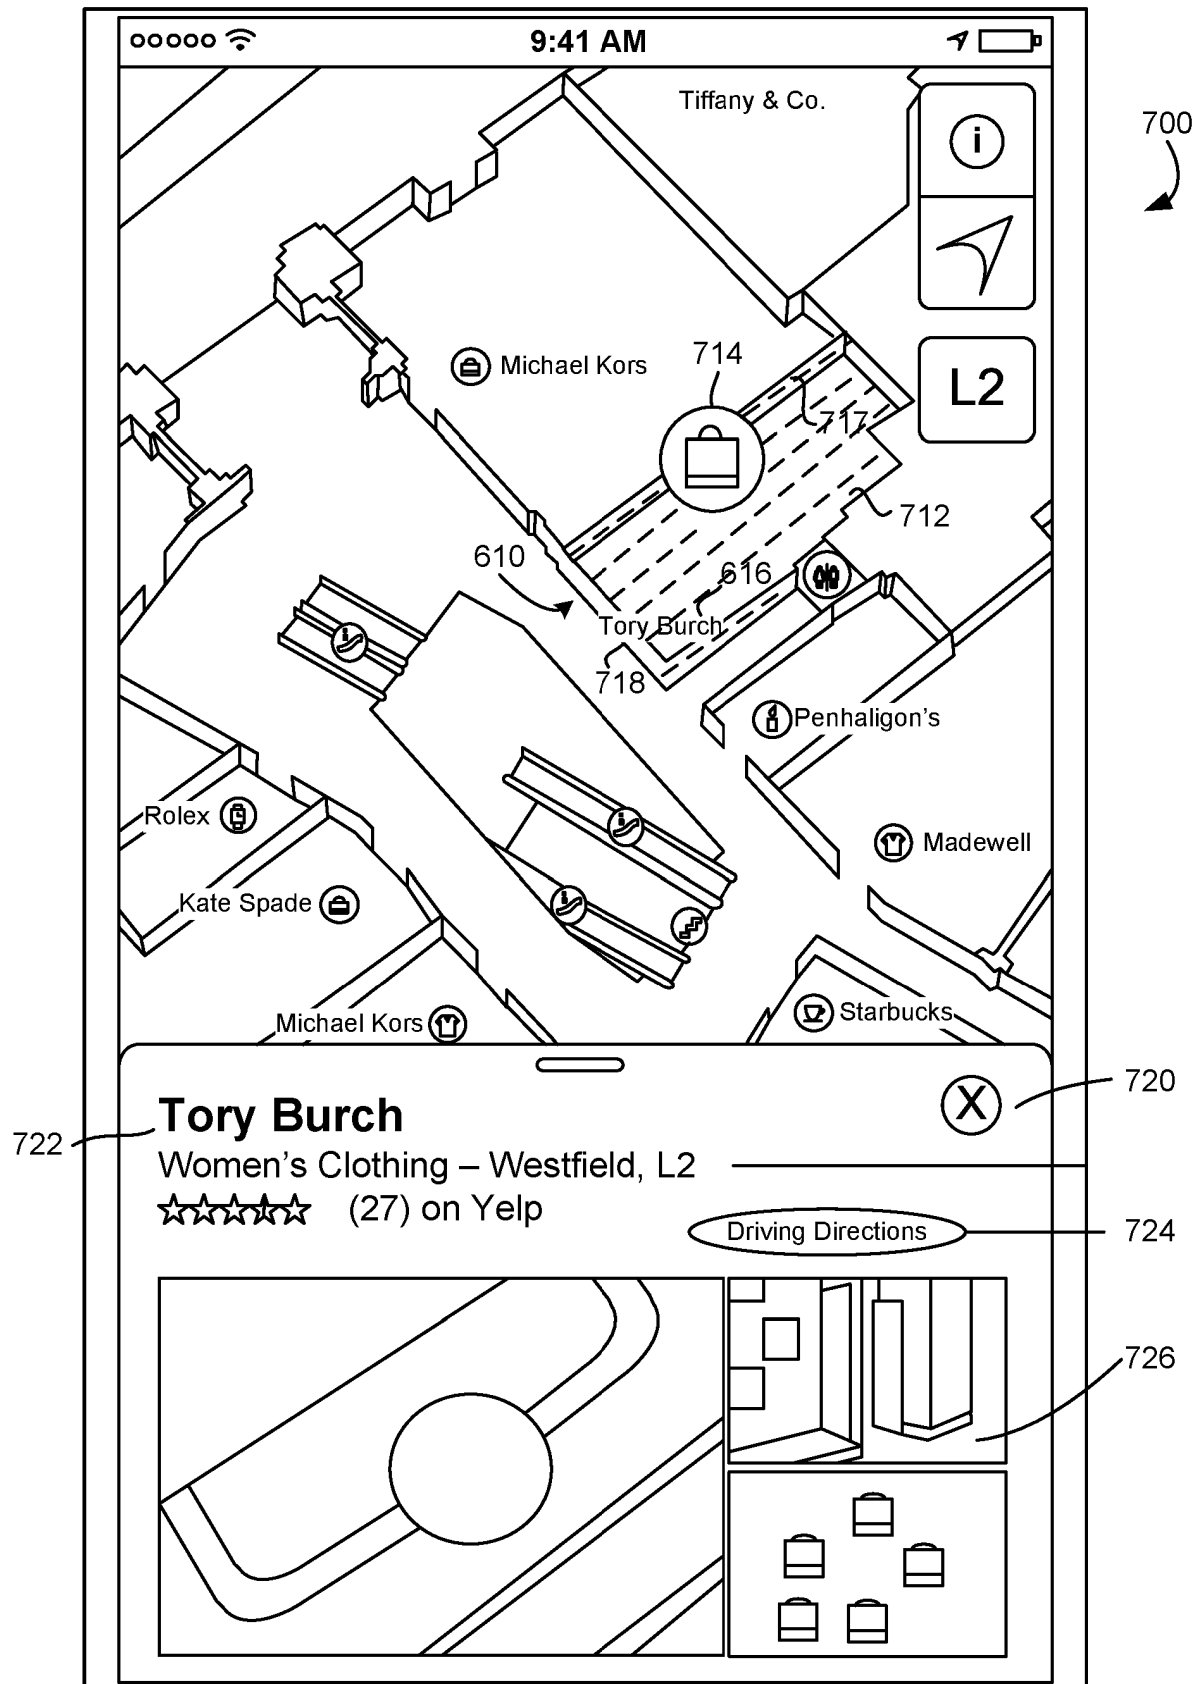 9:41 AM
Tiffany & Co.
i
700
714
Michael Kors
717
L2
712
610
616
Tory Burch
718
Penhaligon's
Rolex
Madewell
Kate Spade
Michael Kors
Starbucks
X
720
Tory Burch
722
Women's Clothing – Westfield, L2
(27) on Yelp
Driving Directions
724
726